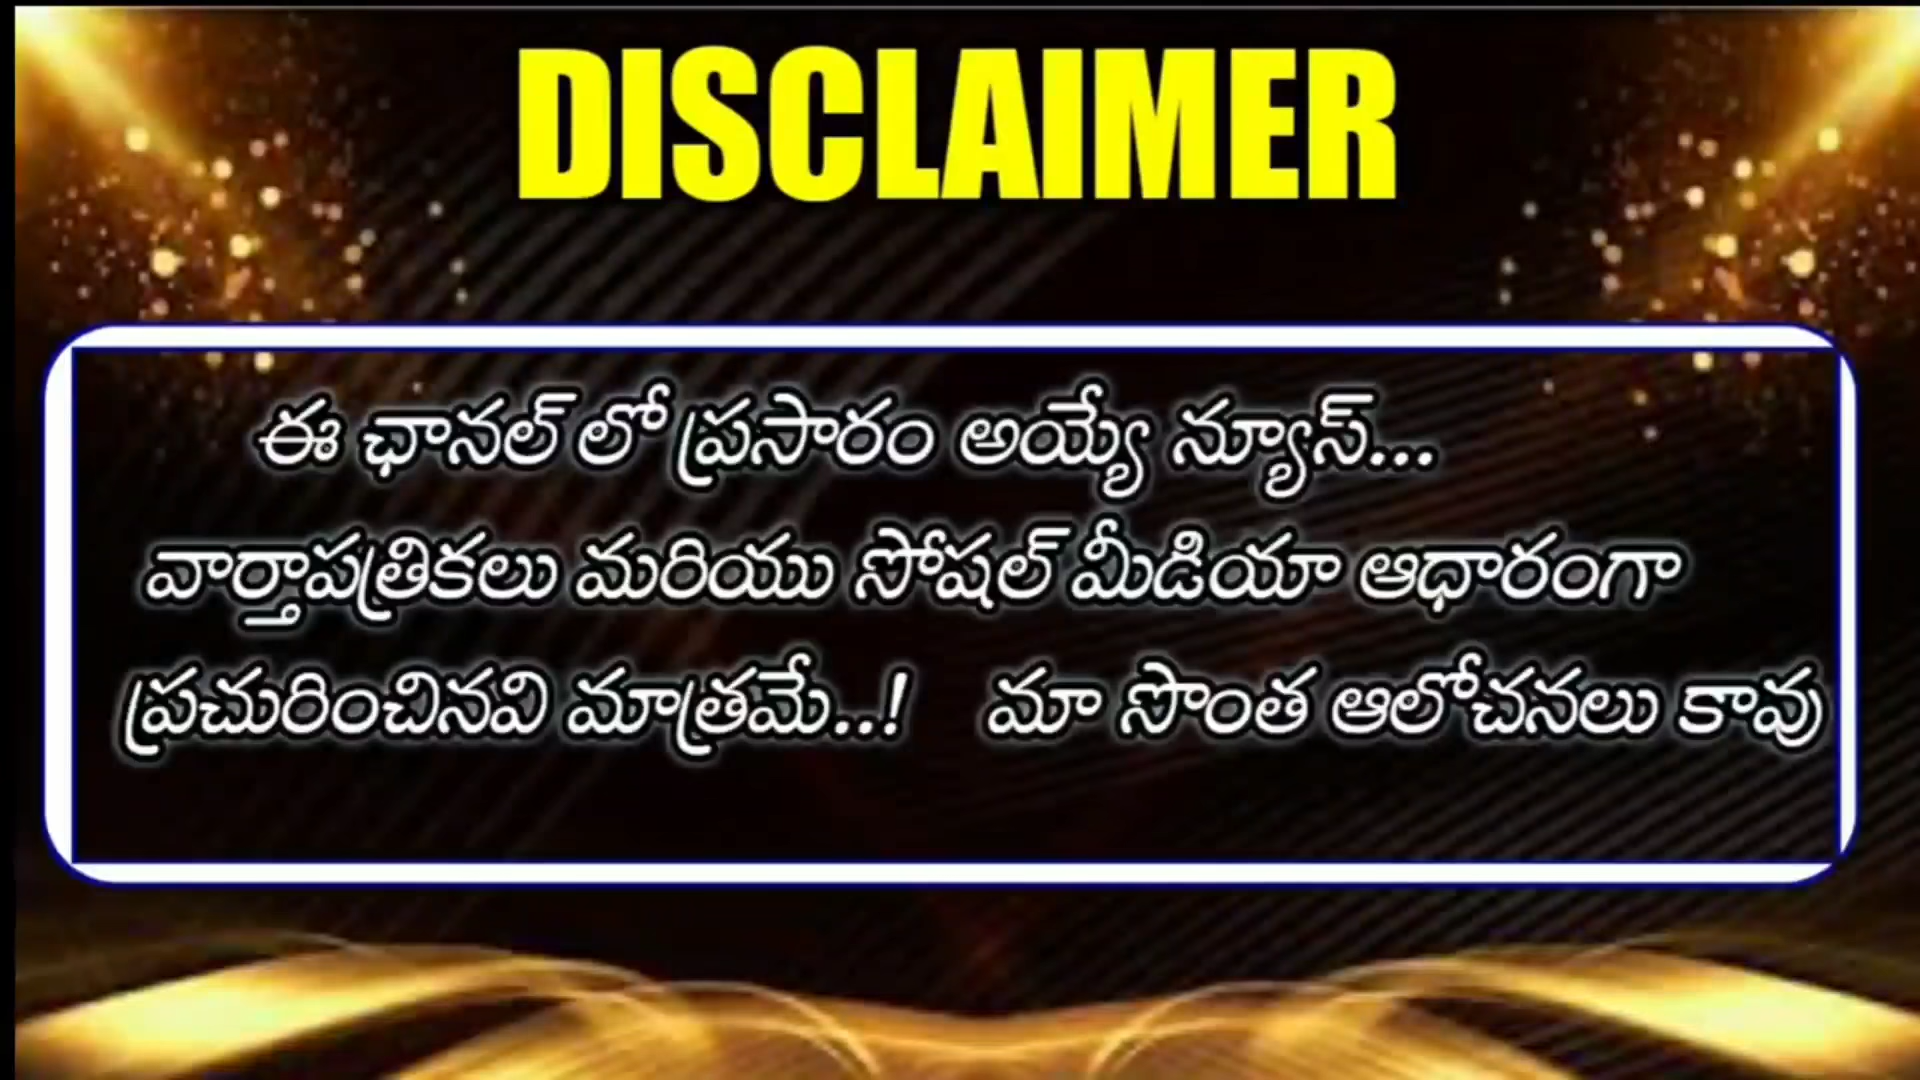 DISCLAIMER
ఈ ఛానల్ లో ప్రసారం అయ్యే న్యూస్...
వార్తాపత్రికలు మరియు సోషల్ మీడియా ఆధారంగా
ప్రచురించినవి మాత్రమే..! మా సొంత ఆలోచనలు కావు